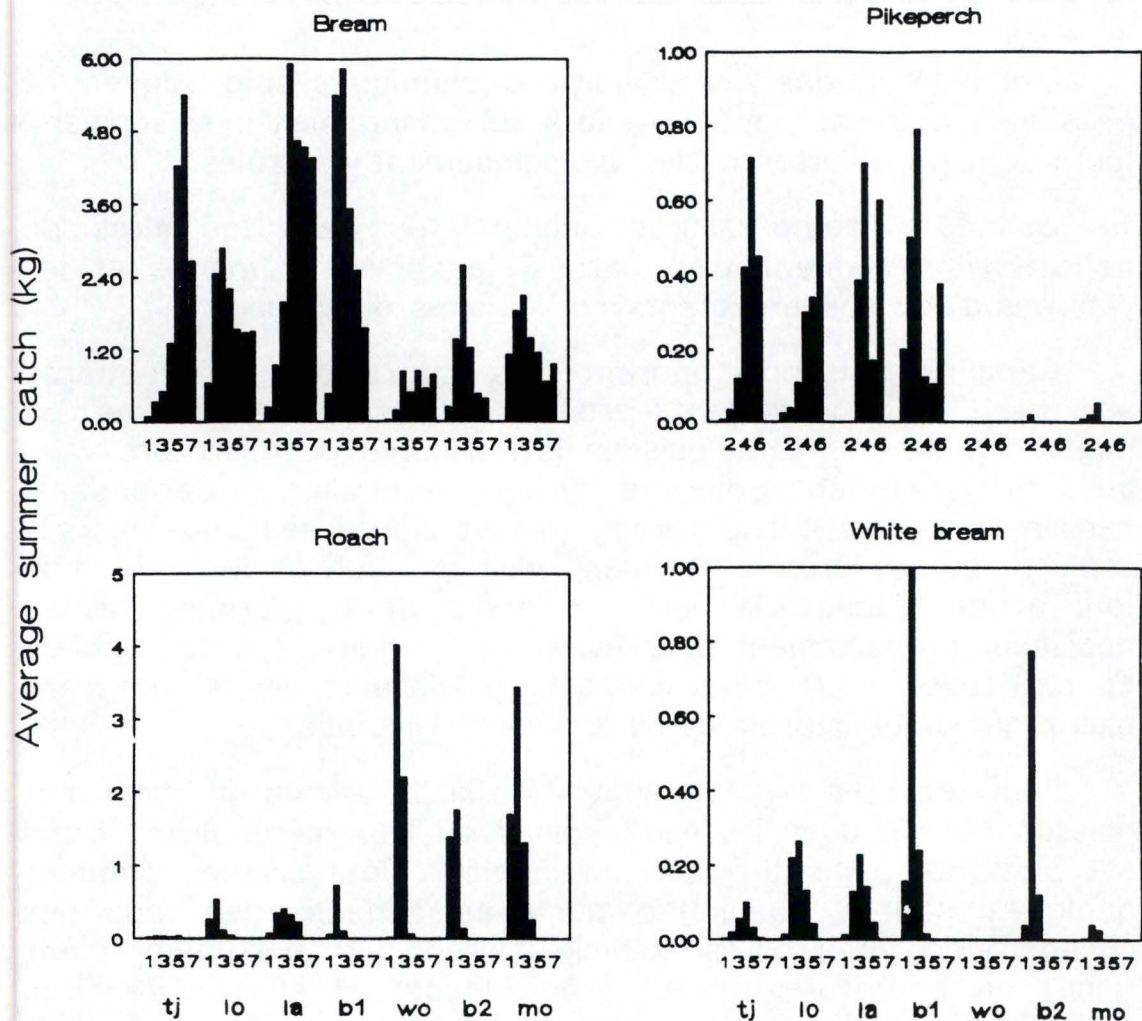 Bream
Pikeperch
Average summer catch (kg)
6.00
4.80
3.60
2.40
1.20
0.00
1357 1357 1357 1357 1357 1357 1357
1.00
0.80
0.60
0.40
0.20
0.00
246 246 246 246 246 246 246
Roach
White bream
5
4
3
2
1
0
1357 1357 1357 1357 1357 1357 1357
tj lo la b1 wo b2 mo
1.00
0.80
0.60
0.40
0.20
0.00
1357 1357 1357 1357 1357 1357 1357
tj lo la b1 wo b2 mo